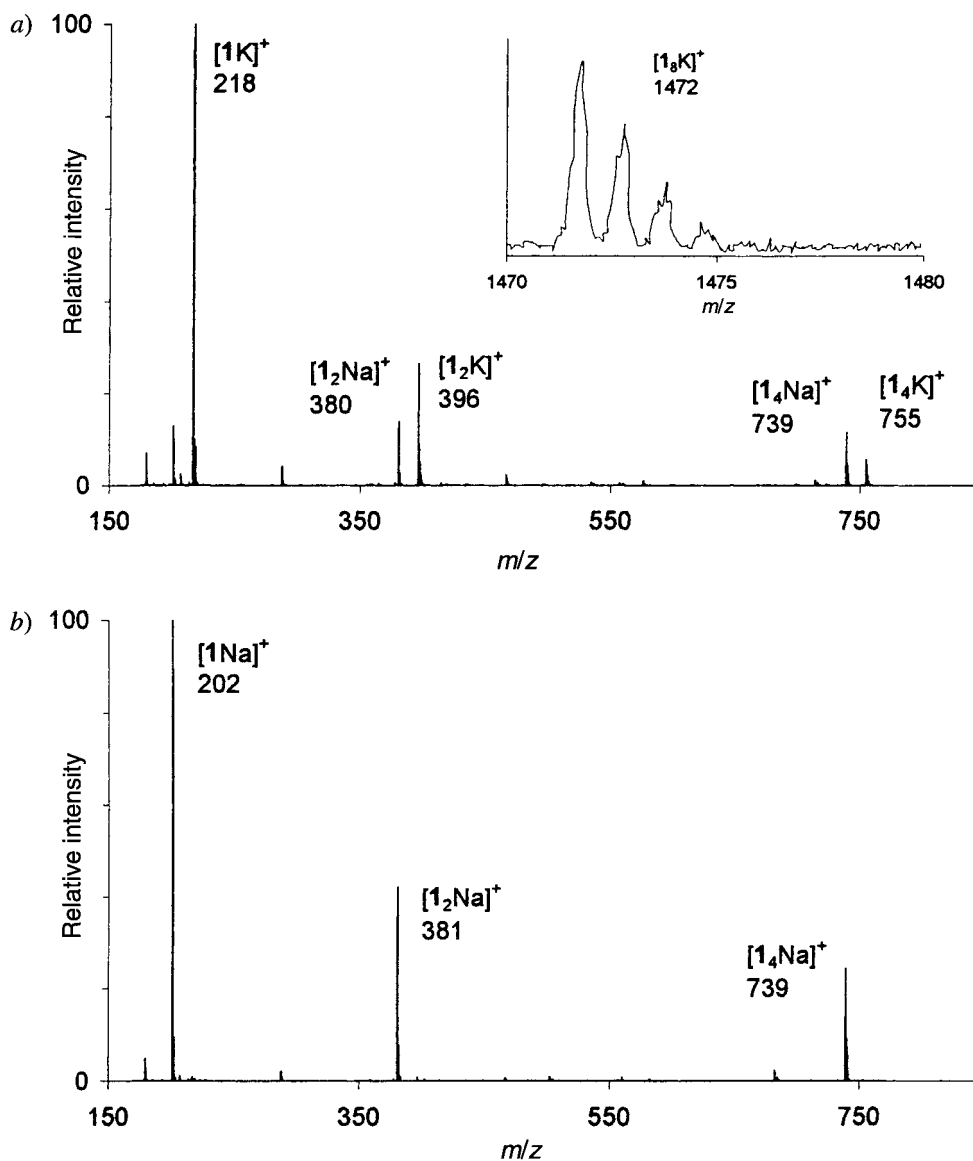 a)
100
[1K]⁺
218
[1₈K]⁺
1472
Relative intensity
1470
1475
1480
m/z
[1₂Na]⁺
380
[1₂K]⁺
396
[1₄Na]⁺
739
[1₄K]⁺
755
0
150
350
550
750
m/z
b)
100
[1Na]⁺
202
Relative intensity
[1₂Na]⁺
381
[1₄Na]⁺
739
0
150
350
550
750
m/z